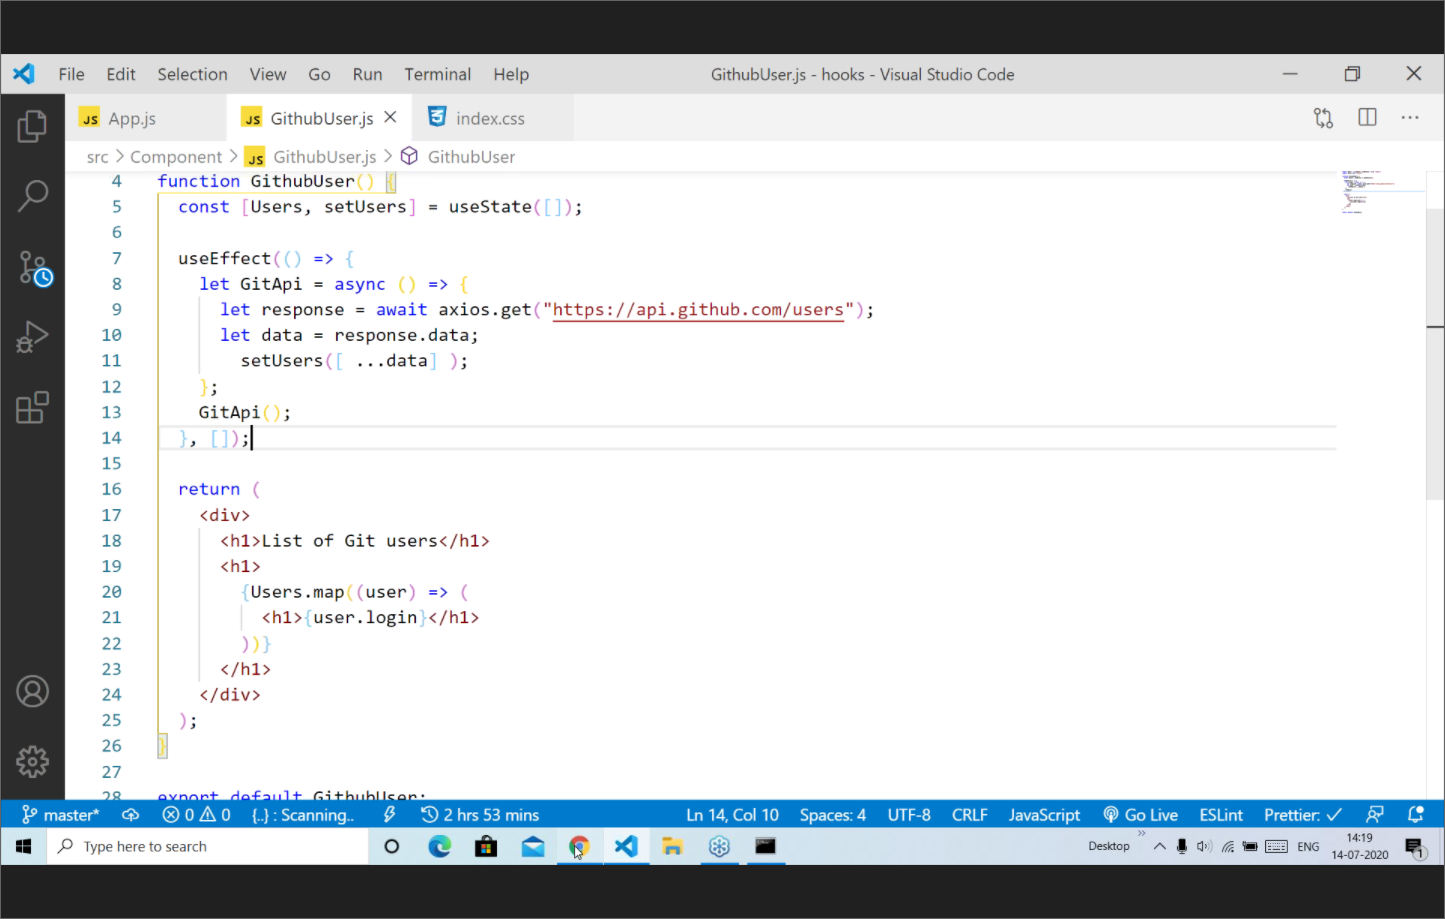 File Edit Selection View Go Run Terminal Help GithubUser.js - hooks - Visual Studio Code
JS App.js JS GithubUser.js index.css
src > Component > JS GithubUser.js > GithubUser
4 function GithubUser() {
5 const [Users, setUsers] = useState([]);
6
7 useEffect(() => {
8 let GitApi = async () => {
9 let response = await axios.get("https://api.github.com/users");
10 let data = response.data;
11 setUsers([ ...data] );
12 };
13 GitApi();
14 }, []);
15
16 return (
17 <div>
18 <h1>List of Git users</h1>
19 <h1>
20 {Users.map((user) => (
21 <h1>{user.login}</h1>
22 ))}
23 </h1>
24 </div>
25 );
26 }
27
28 export default GithubUser;
master* 0 0 {..} : Scanning.. 2 hrs 53 mins Ln 14, Col 10 Spaces: 4 UTF-8 CRLF JavaScript Go Live ESLint Prettier: ✓
Type here to search Desktop » ENG 14:19
14-07-2020 1